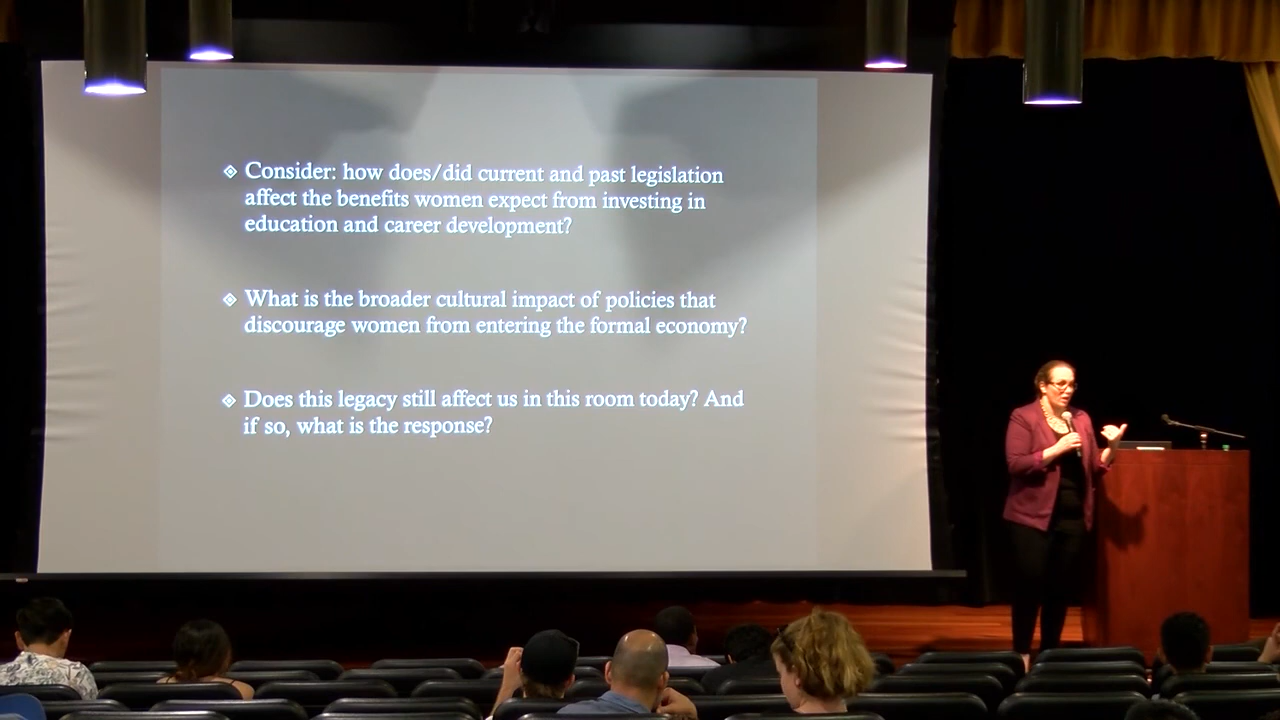 Consider: how does/did current and past legislation
affect the benefits women expect from investing in
education and career development?
What is the broader cultural impact of policies that
discourage women from entering the formal economy?
Does this legacy still affect us in this room today? And
if so, what is the response?